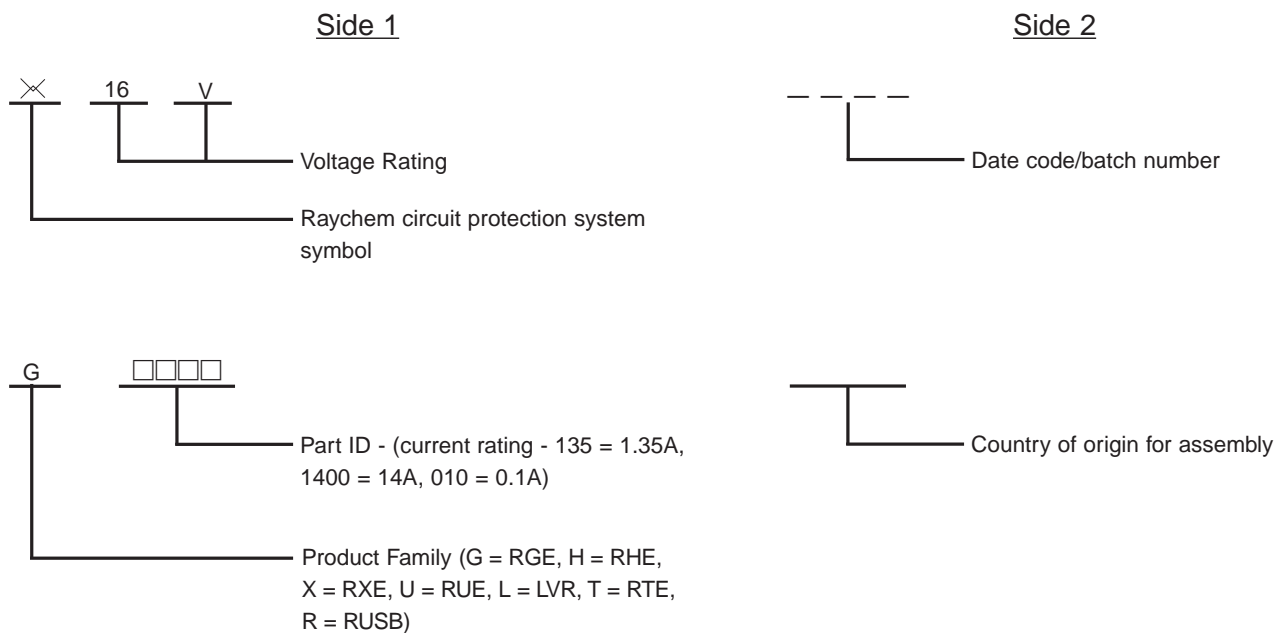 Side 1
Side 2
16 V
Voltage Rating
Raychem circuit protection system
symbol
Date code/batch number
G □□□□
Part ID - (current rating - 135 = 1.35A,
1400 = 14A, 010 = 0.1A)
Product Family (G = RGE, H = RHE,
X = RXE, U = RUE, L = LVR, T = RTE,
R = RUSB)
Country of origin for assembly